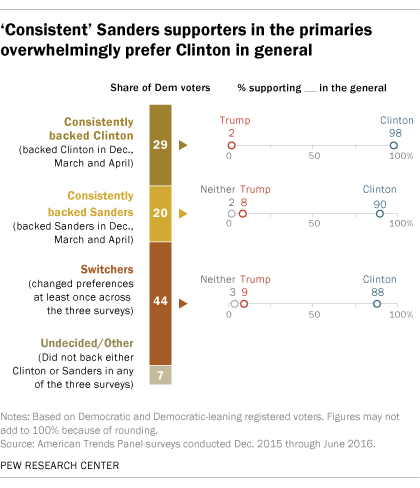 ‘Consistent’ Sanders supporters in the primaries
overwhelmingly prefer Clinton in general
Share of Dem voters
% supporting __ in the general
Consistently
backed Clinton
(backed Clinton in Dec.,
March and April)
29
Trump
2
Clinton
98
0 50 100%
Consistently
backed Sanders
(backed Sanders in Dec.,
March and April)
20
Neither Trump Clinton
2 8 90
0 50 100%
Switchers
(changed preferences
at least once across
the three surveys)
44
Neither Trump Clinton
3 9 88
0 50 100%
Undecided/Other
(Did not back either
Clinton or Sanders in any
of the three surveys)
7
Notes: Based on Democratic and Democratic-leaning registered voters. Figures may not
add to 100% because of rounding.
Source: American Trends Panel surveys conducted Dec. 2015 through June 2016.
PEW RESEARCH CENTER